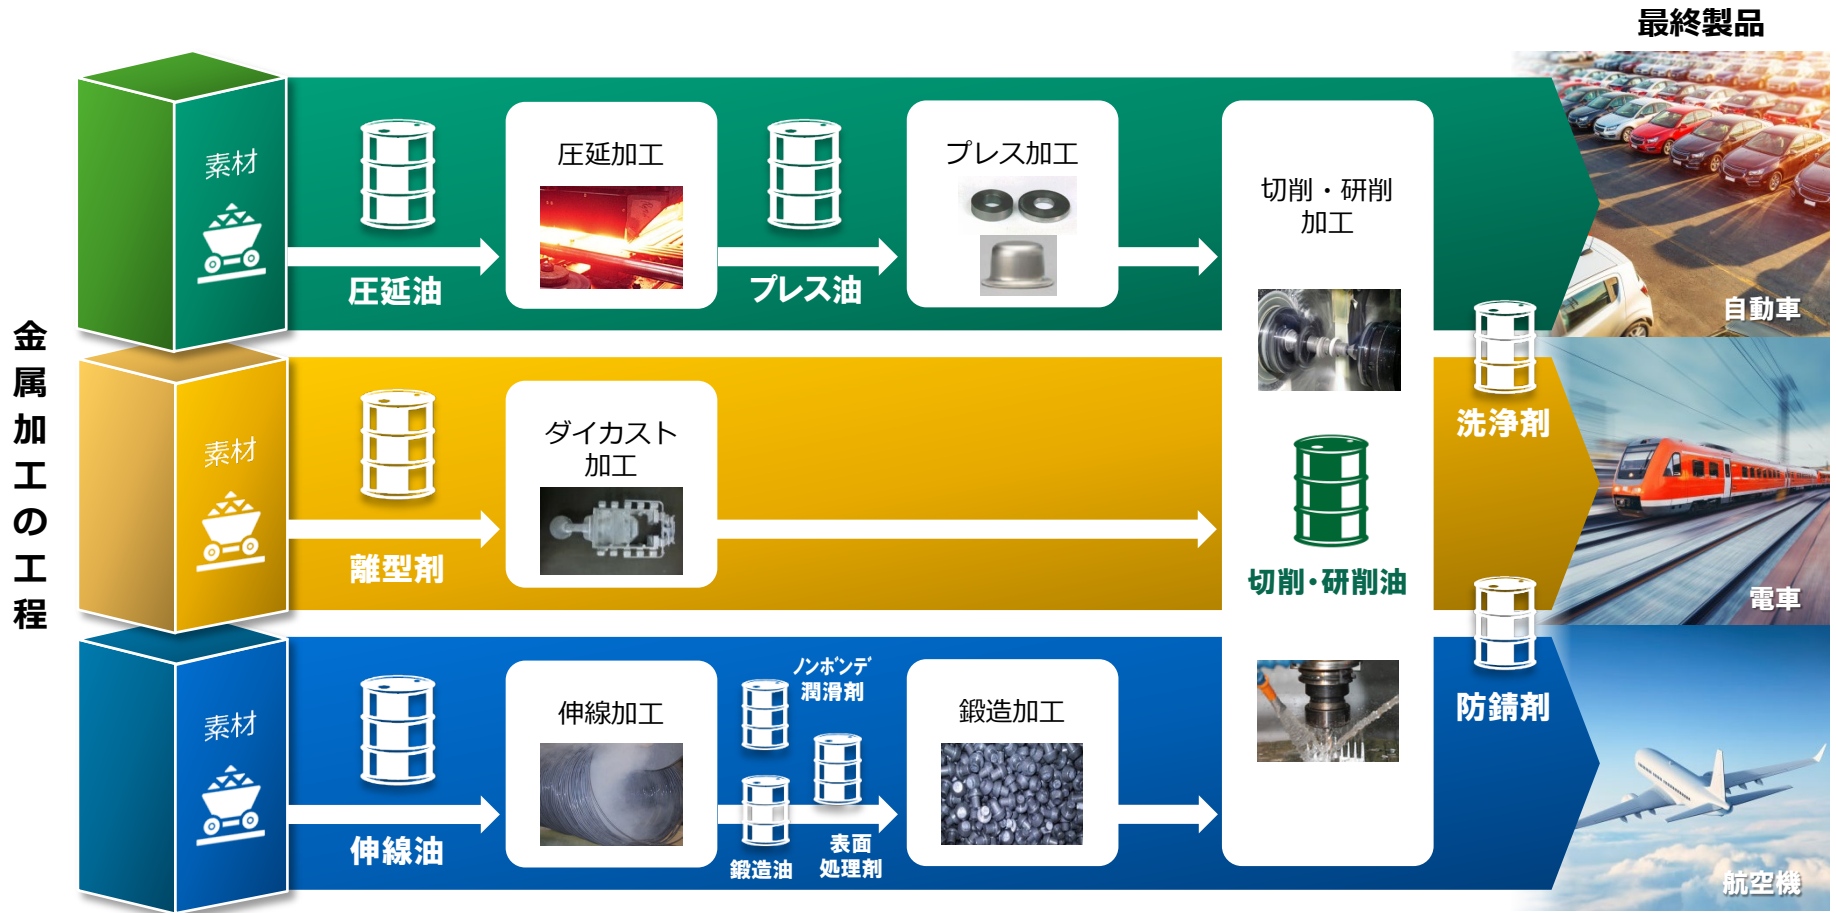 最終製品
金属加工の工程
素材
圧延油
圧延加工
プレス油
プレス加工
切削・研削
加工
自動車
素材
離型剤
ダイカスト
加工
切削・研削油
洗浄剤
電車
素材
伸線油
伸線加工
ノンボンデ
潤滑剤
鍛造油
表面
処理剤
鍛造加工
防錆剤
航空機